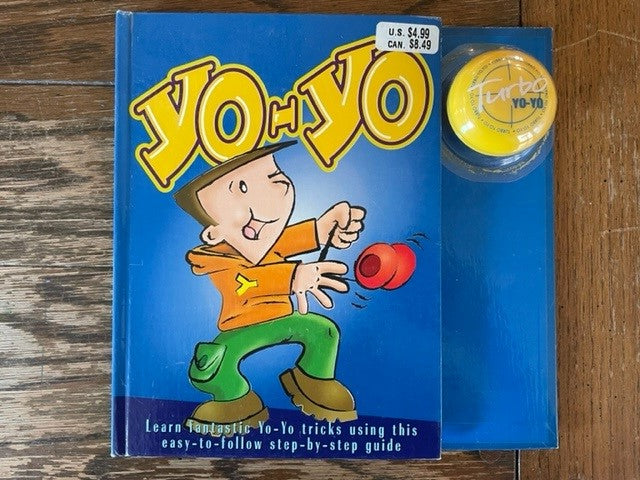 U.S. $4.99
CAN. $8.49
YO-YO
Turbo
YO-YO
Y
Learn fantastic Yo-Yo tricks using this
easy-to-follow step-by-step guide